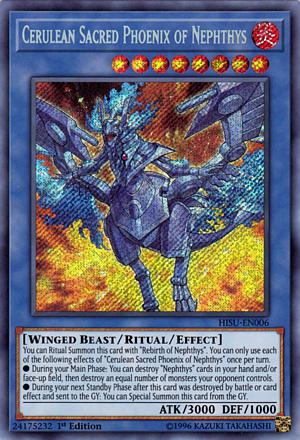 Cerulean Sacred Phoenix of Nephthys
HISU-EN006
[Winged Beast/Ritual/Effect]
You can Ritual Summon this card with "Rebirth of Nephthys". You can only use each
of the following effects of "Cerulean Sacred Phoenix of Nephthys" once per turn.
● During your Main Phase: You can destroy "Nephthys" cards in your hand and/or
face-up field, then destroy an equal number of monsters your opponent controls.
● During your next Standby Phase after this card was destroyed by battle or card
effect and sent to the GY: You can Special Summon this card from the GY.
ATK/3000 DEF/1000
24175232 1st Edition ©1996 KAZUKI TAKAHASHI